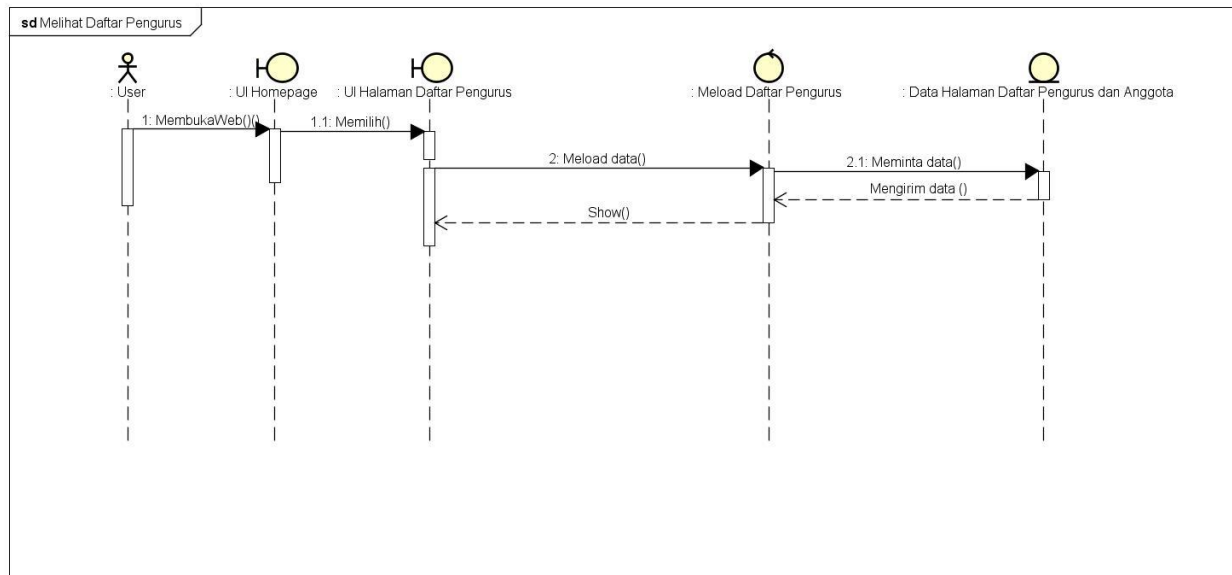 sd Melihat Daftar Pengurus
: User
: UI Homepage
: UI Halaman Daftar Pengurus
: Meload Daftar Pengurus
: Data Halaman Daftar Pengurus dan Anggota
1: MembukaWeb()()
1.1: Memilih()
2: Meload data()
2.1: Meminta data()
Mengirim data ()
Show()